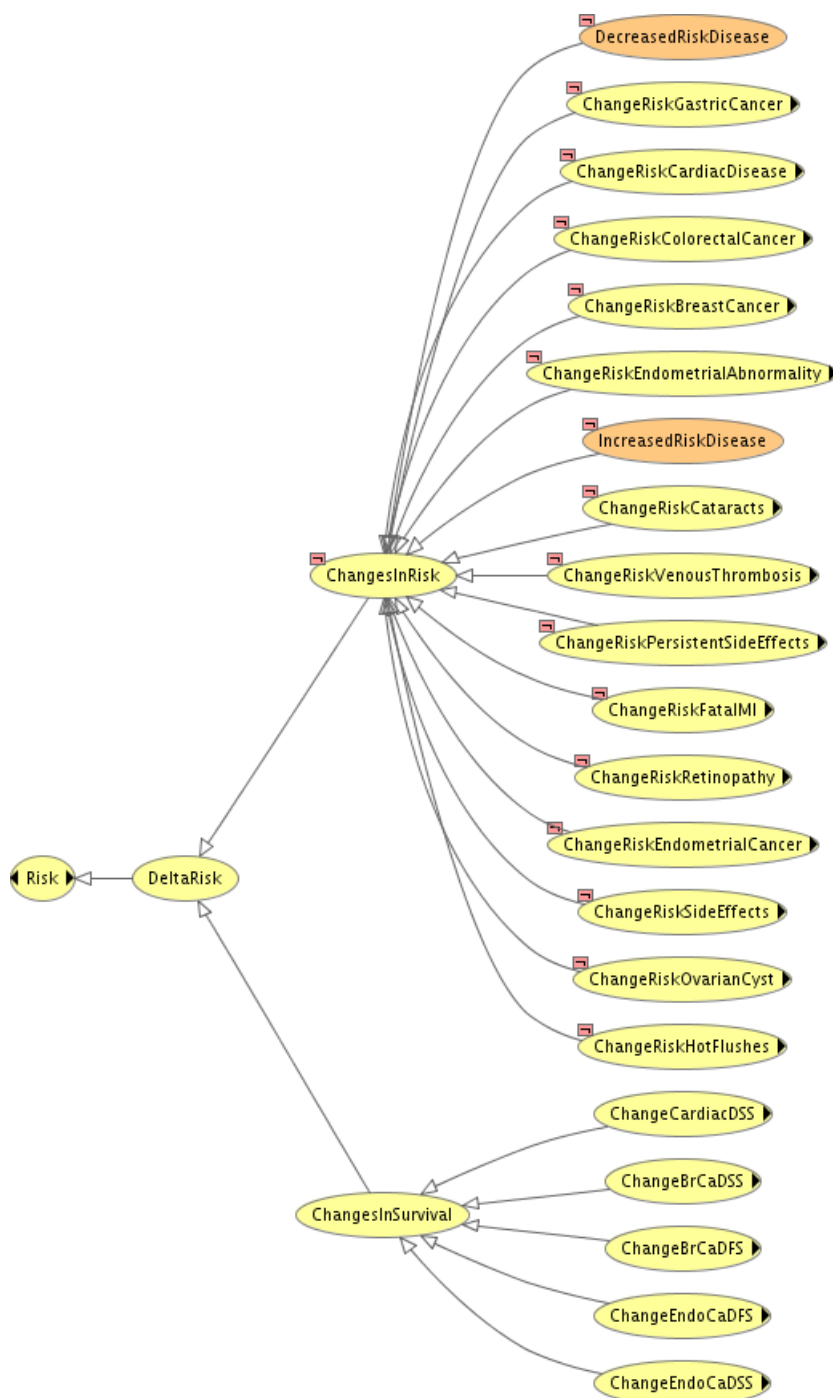 DecreasedRiskDisease
ChangeRiskGastricCancer
ChangeRiskCardiacDisease
ChangeRiskColorectalCancer
ChangeRiskBreastCancer
ChangeRiskEndometrialAbnormality
IncreasedRiskDisease
ChangeRiskCataracts
ChangesInRisk
ChangeRiskVenousThrombosis
ChangeRiskPersistentSideEffects
ChangeRiskFatalMI
ChangeRiskRetinopathy
ChangeRiskEndometrialCancer
Risk
DeltaRisk
ChangeRiskSideEffects
ChangeRiskOvarianCyst
ChangeRiskHotFlushes
ChangeCardiacDSS
ChangeBrCaDSS
ChangesInSurvival
ChangeBrCaDFS
ChangeEndoCaDFS
ChangeEndoCaDSS